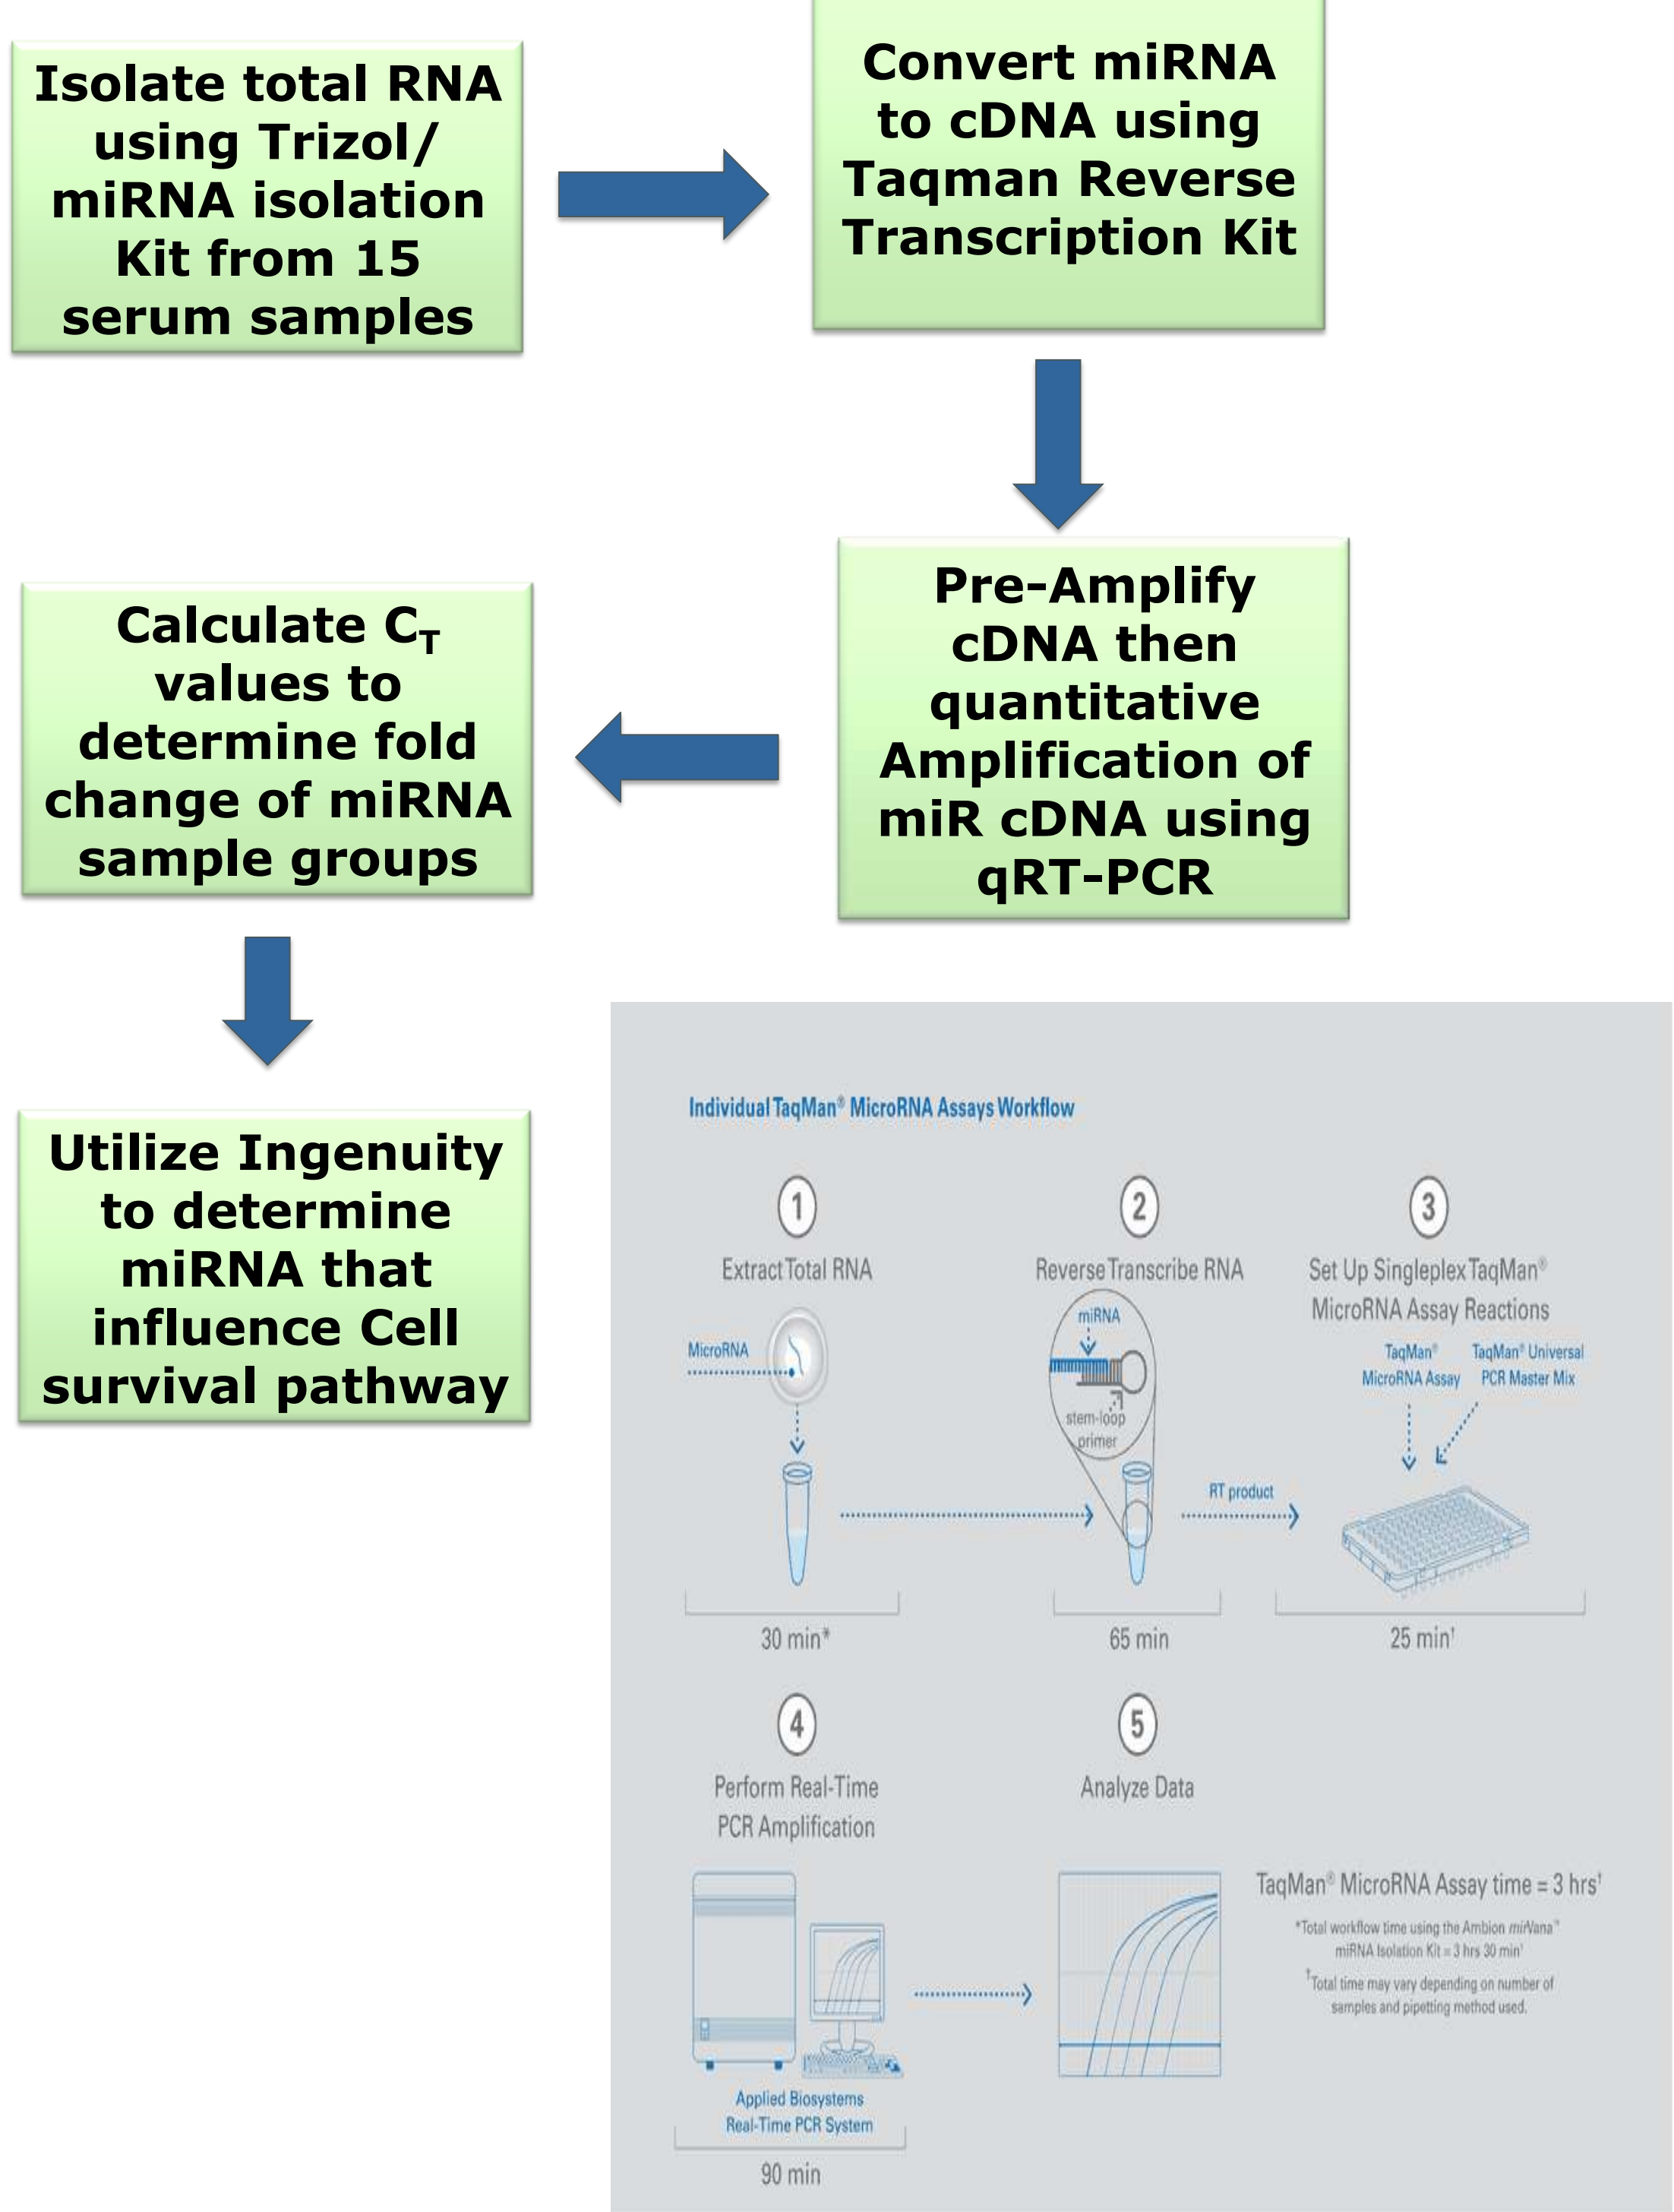 Isolate total RNA
using Trizol/
miRNA isolation
Kit from 15
serum samples
Convert miRNA
to cDNA using
Taqman Reverse
Transcription Kit
Pre-Amplify
cDNA then
quantitative
Amplification of
miR cDNA using
qRT-PCR
Calculate CT
values to
determine fold
change of miRNA
sample groups
Utilize Ingenuity
to determine
miRNA that
influence Cell
survival pathway
Individual TaqMan® MicroRNA Assays Workflow
1
Extract Total RNA
MicroRNA
30 min*
2
Reverse Transcribe RNA
miRNA
stem-loop
primer
RT product
65 min
3
Set Up Singleplex TaqMan®
MicroRNA Assay Reactions
TaqMan®
MicroRNA Assay
TaqMan® Universal
PCR Master Mix
25 min†
4
Perform Real-Time
PCR Amplification
Applied Biosystems
Real-Time PCR System
90 min
5
Analyze Data
TaqMan® MicroRNA Assay time = 3 hrs†
*Total workflow time using the Ambion mirVana™
miRNA Isolation Kit = 3 hrs 30 min†
†Total time may vary depending on number of
samples and pipetting method used.